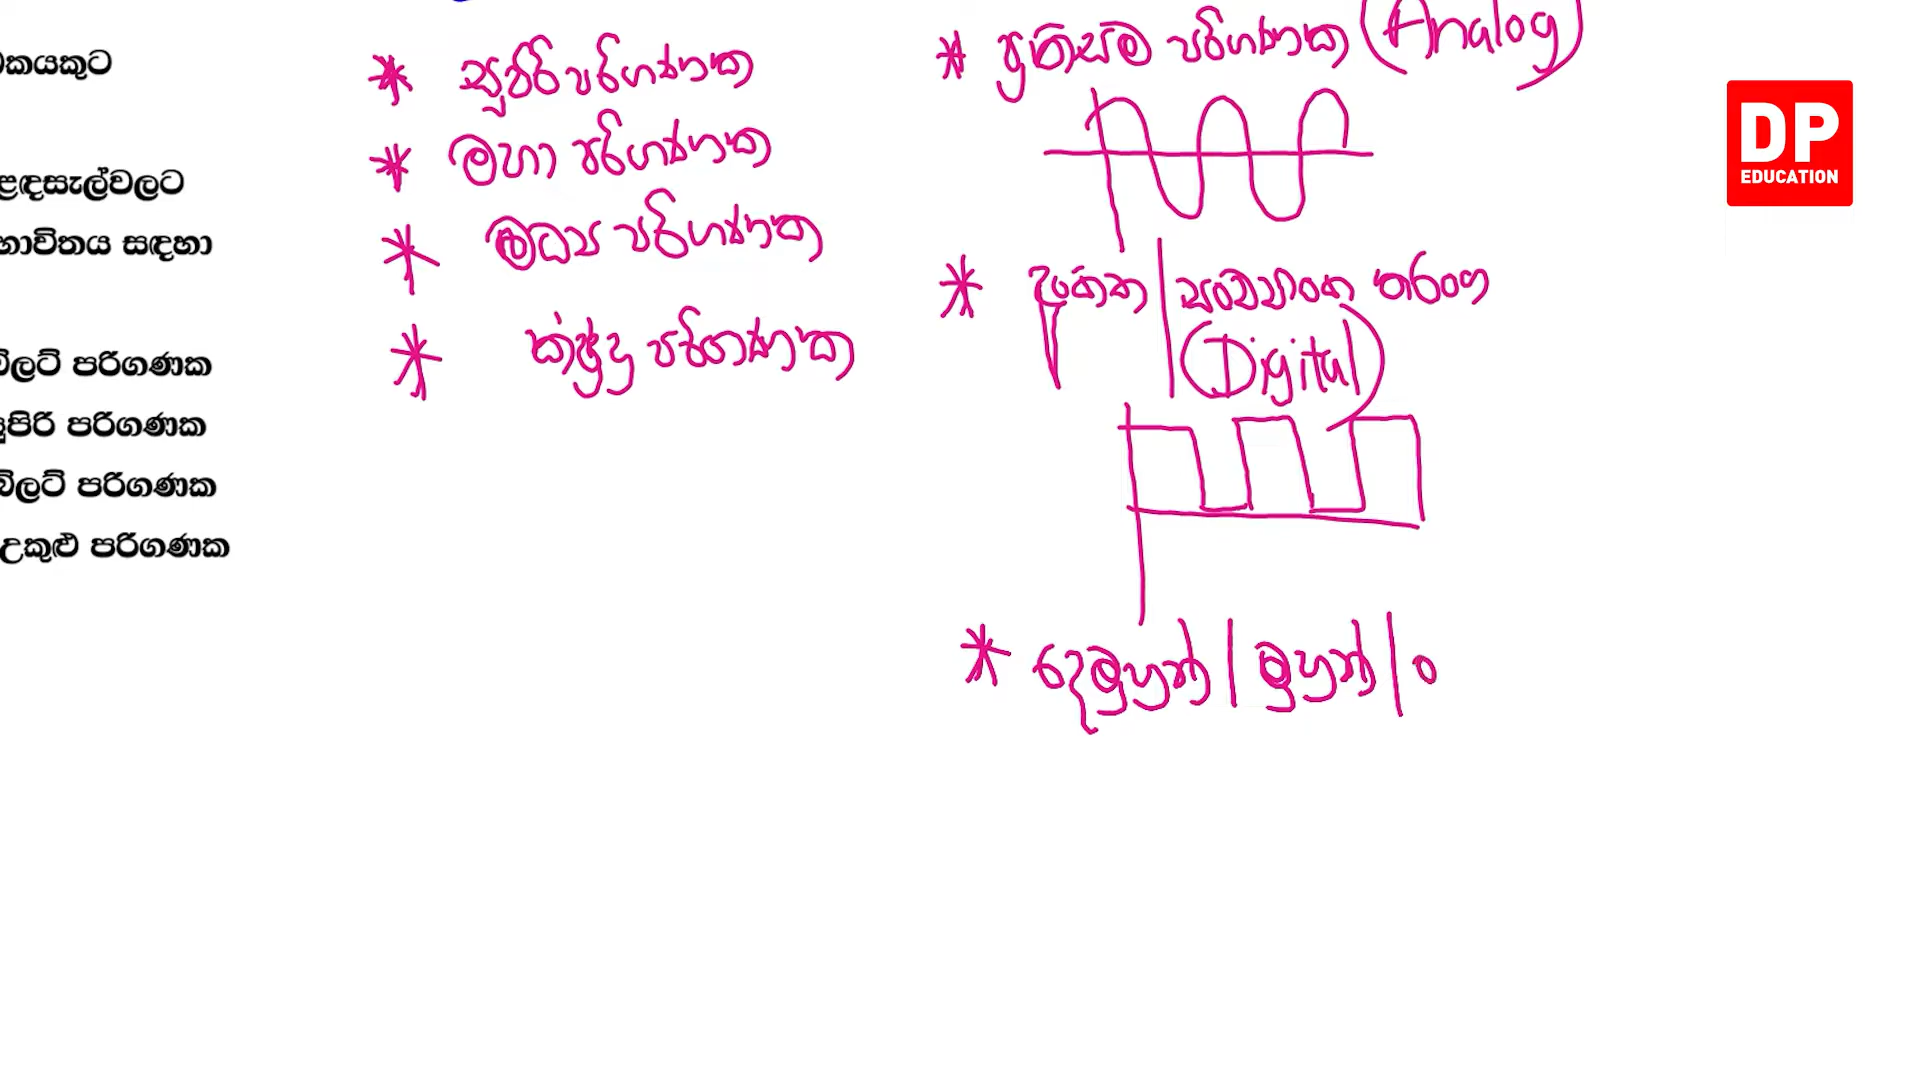 කයකුට
ළඳසැල්වලට
භාවිතය සඳහා
බ්ලට් පරිගණක
සුපිරි පරිගණක
බ්ලට් පරිගණක
උකුළු පරිගණක
* සුපිරි පරිගණක
* මහා පරිගණක
* මධ්‍ය පරිගණක
* ක්ෂුද්‍ර පරිගණක
* ප්‍රතිසම පරිගණක (Analog)
* අංකිත | සංඛ්‍යාංක තරංග
(Digital)
* දෙමුහුන් | මුහුන් |
DP
EDUCATION